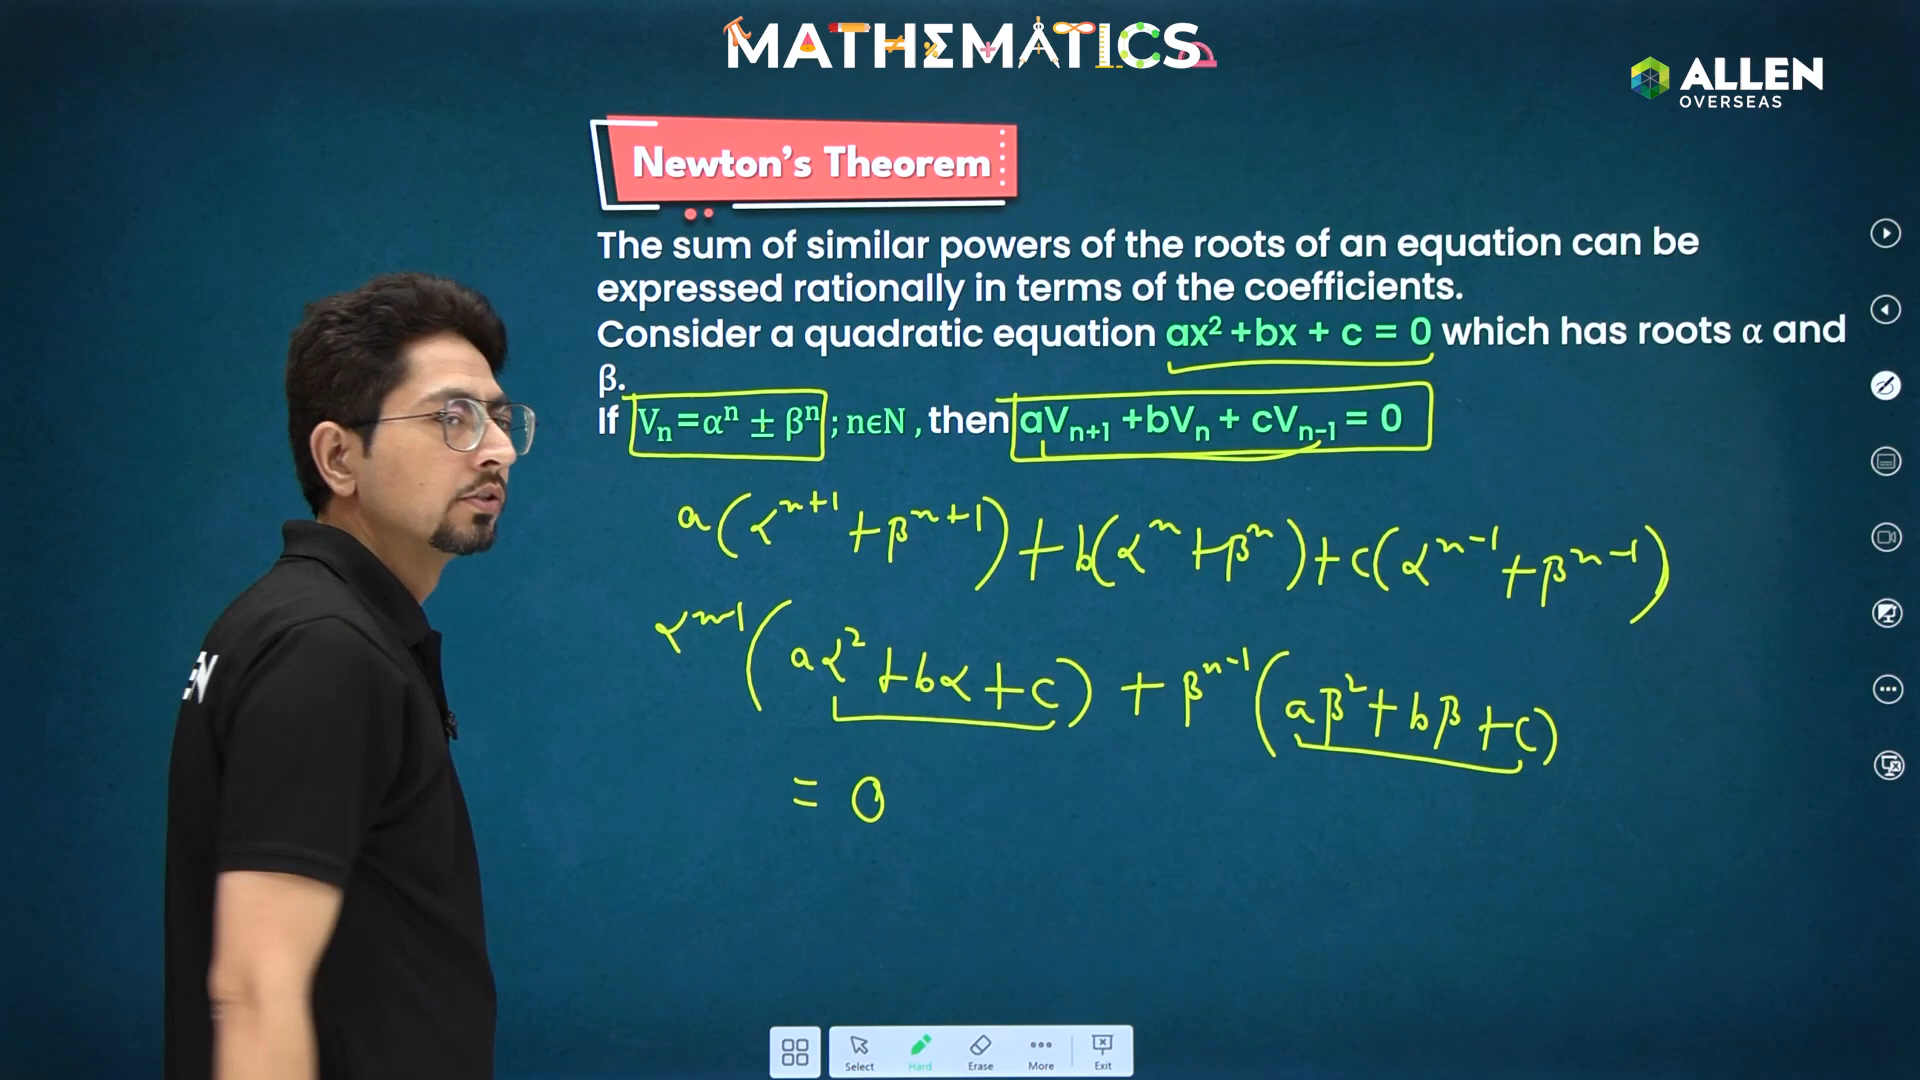 MATHEMATICS
ALLEN
OVERSEAS
Newton's Theorem
The sum of similar powers of the roots of an equation can be
expressed rationally in terms of the coefficients.
Consider a quadratic equation ax² +bx + c = 0 which has roots α and
β.
If Vₙ=αⁿ ± βⁿ ; nϵN , then aVₙ₊₁ +bVₙ + cVₙ₋₁ = 0
a(αⁿ⁺¹ + βⁿ⁺¹) + b(αⁿ + βⁿ) + c(αⁿ⁻¹ + βⁿ⁻¹)
αⁿ⁻¹ (aα² + bα + c) + βⁿ⁻¹ (aβ² + bβ + c)
= 0
EN
Select Hard Erase More Exit